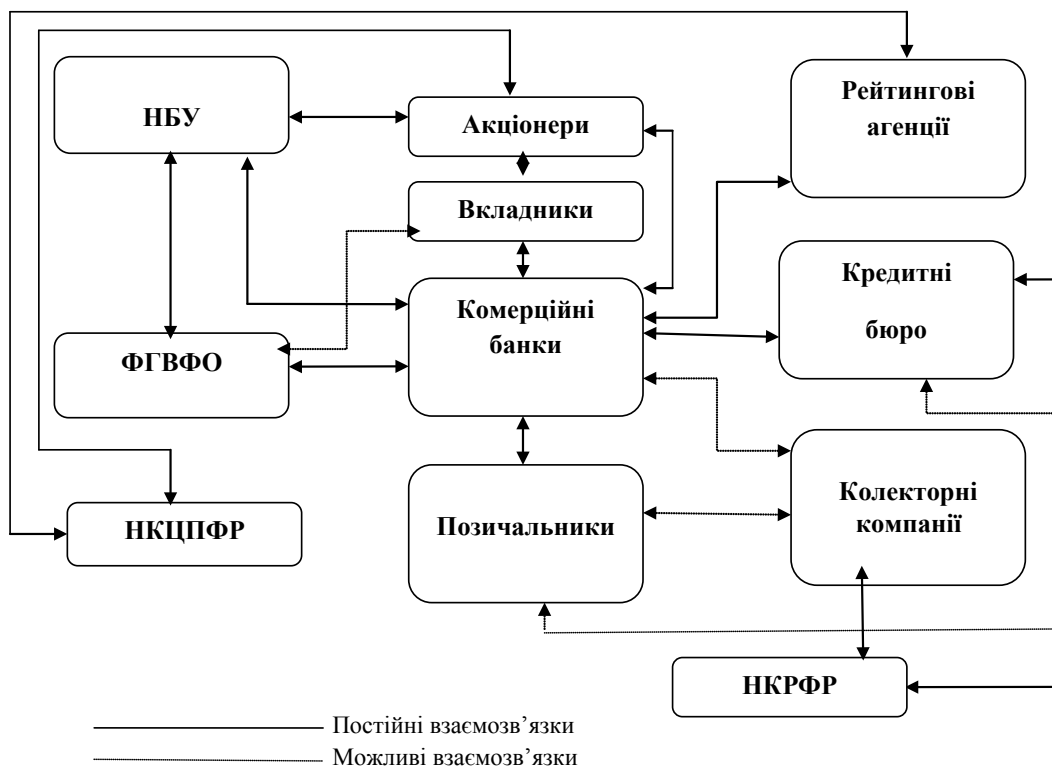 НБУ
Акціонери
Рейтингові
агенції
Вкладники
Комерційні
банки
Кредитні
бюро
ФГВФО
НКЦПФР
Позичальники
Колекторні
компанії
НКРФР
Постійні взаємозв’язки
Можливі взаємозв’язки